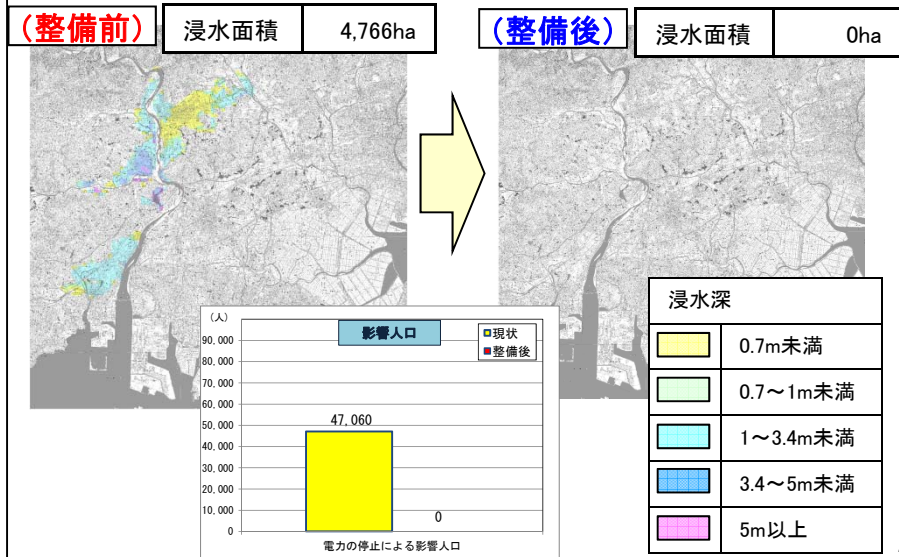 (整備前) 浸水面積 4,766ha
(整備後) 浸水面積 0ha
(人)
影響人口
現状
整備後
90,000
80,000
70,000
60,000
50,000
40,000
30,000
20,000
10,000
0
47,060
0
電力の停止による影響人口
浸水深
0.7m未満
0.7～1m未満
1～3.4m未満
3.4～5m未満
5m以上